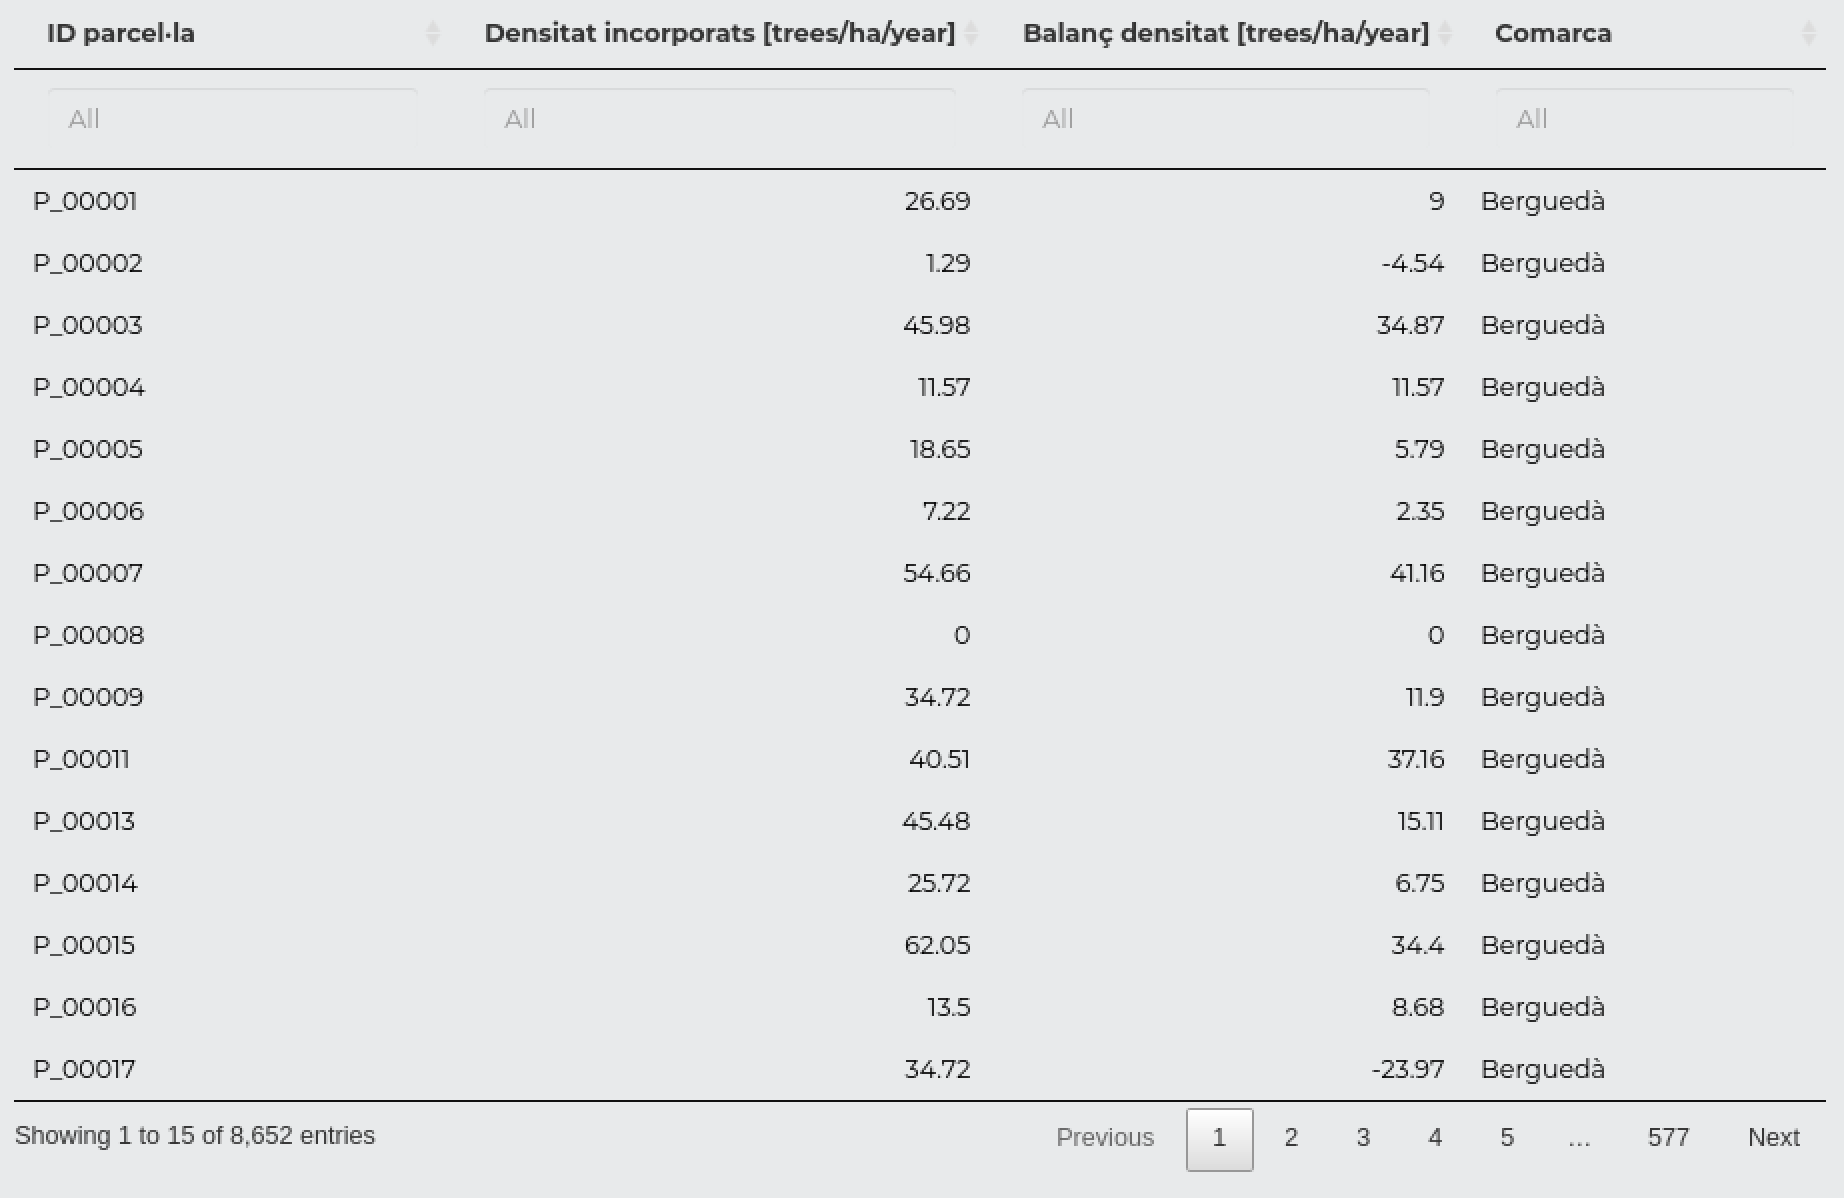 ID parcel·la Densitat incorporats [trees/ha/year] Balanç densitat [trees/ha/year] Comarca
All All All All
P_00001 26.69 9 Berguedà
P_00002 1.29 -4.54 Berguedà
P_00003 45.98 34.87 Berguedà
P_00004 11.57 11.57 Berguedà
P_00005 18.65 5.79 Berguedà
P_00006 7.22 2.35 Berguedà
P_00007 54.66 41.16 Berguedà
P_00008 0 0 Berguedà
P_00009 34.72 11.9 Berguedà
P_00011 40.51 37.16 Berguedà
P_00013 45.48 15.11 Berguedà
P_00014 25.72 6.75 Berguedà
P_00015 62.05 34.4 Berguedà
P_00016 13.5 8.68 Berguedà
P_00017 34.72 -23.97 Berguedà
Showing 1 to 15 of 8,652 entries Previous 1 2 3 4 5 … 577 Next